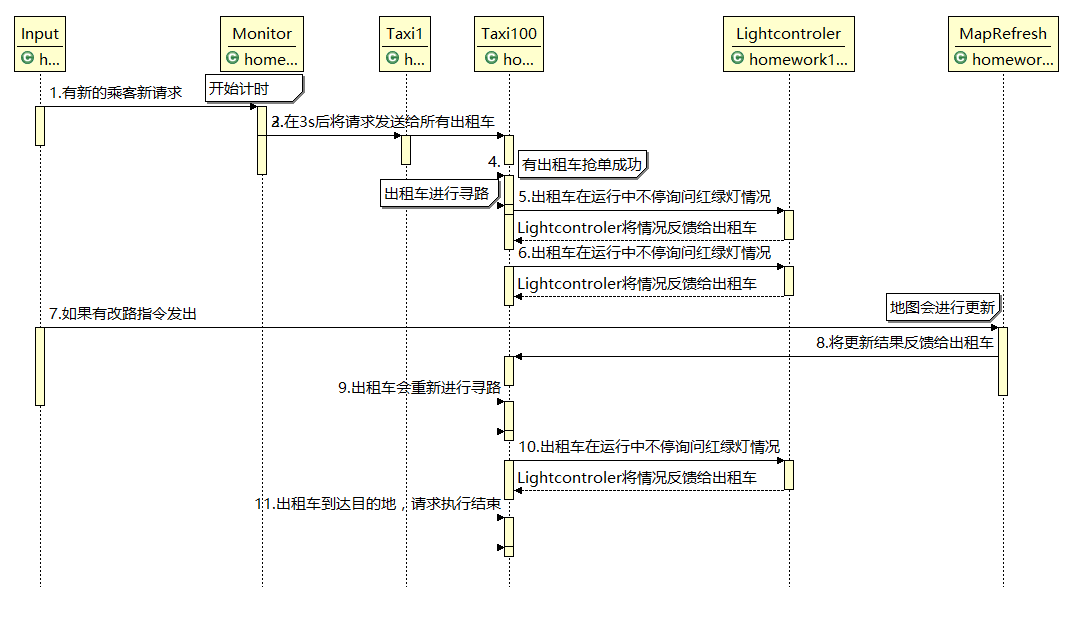 Input
h...
Monitor
home...
Taxi1
h...
Taxi100
ho...
Lightcontroler
homework1...
MapRefresh
homewor...
1.有新的乘客新请求
开始计时
2.在3s后将请求发送给所有出租车
4.
有出租车抢单成功
出租车进行寻路
5.出租车在运行中不停询问红绿灯情况
Lightcontroler将情况反馈给出租车
6.出租车在运行中不停询问红绿灯情况
Lightcontroler将情况反馈给出租车
7.如果有改路指令发出
地图会进行更新
8.将更新结果反馈给出租车
9.出租车会重新进行寻路
10.出租车在运行中不停询问红绿灯情况
Lightcontroler将情况反馈给出租车
11.出租车到达目的地，请求执行结束